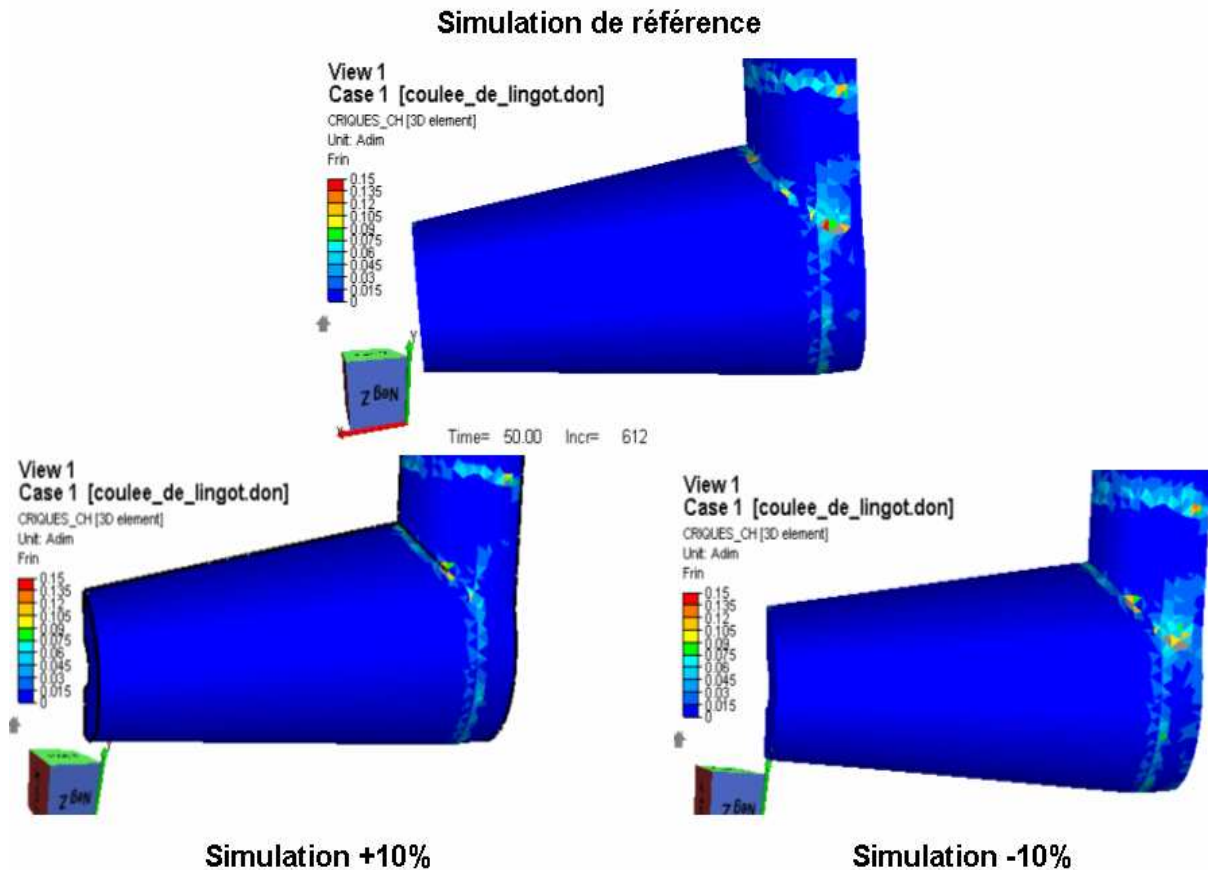 Simulation de référence
View 1
Case 1 [coulee_de_lingot.don]
CRIQUES_CH [3D element]
Unit: Adim
Frin
0.15
0.135
0.12
0.105
0.09
0.075
0.06
0.045
0.03
0.015
0
Y
Neg Z
X
Time= 50.00 Incr= 612
View 1
Case 1 [coulee_de_lingot.don]
CRIQUES_CH [3D element]
Unit: Adim
Frin
0.15
0.135
0.12
0.105
0.09
0.075
0.06
0.045
0.03
0.015
0
Neg Z
View 1
Case 1 [coulee_de_lingot.don]
CRIQUES_CH [3D element]
Unit: Adim
Frin
0.15
0.135
0.12
0.105
0.09
0.075
0.06
0.045
0.03
0.015
0
Neg Z
Simulation +10%
Simulation -10%